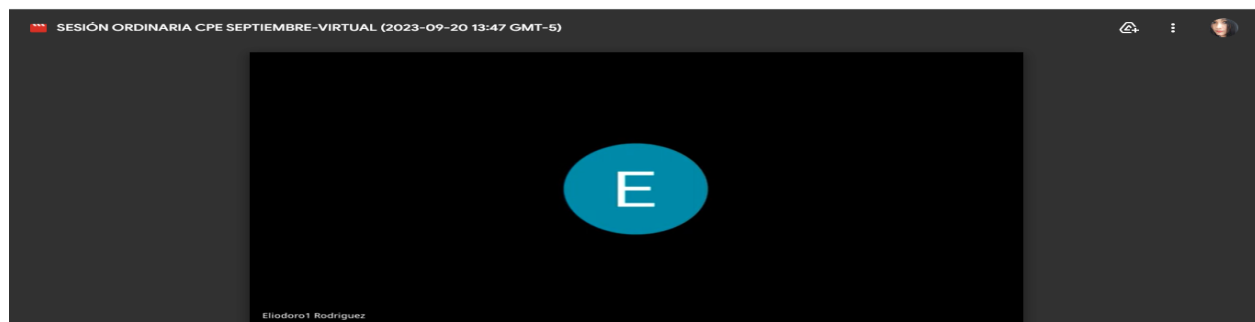 SESIÓN ORDINARIA CPE SEPTIEMBRE-VIRTUAL (2023-09-20 13:47 GMT-5)
E
Eliodoro1 Rodriguez